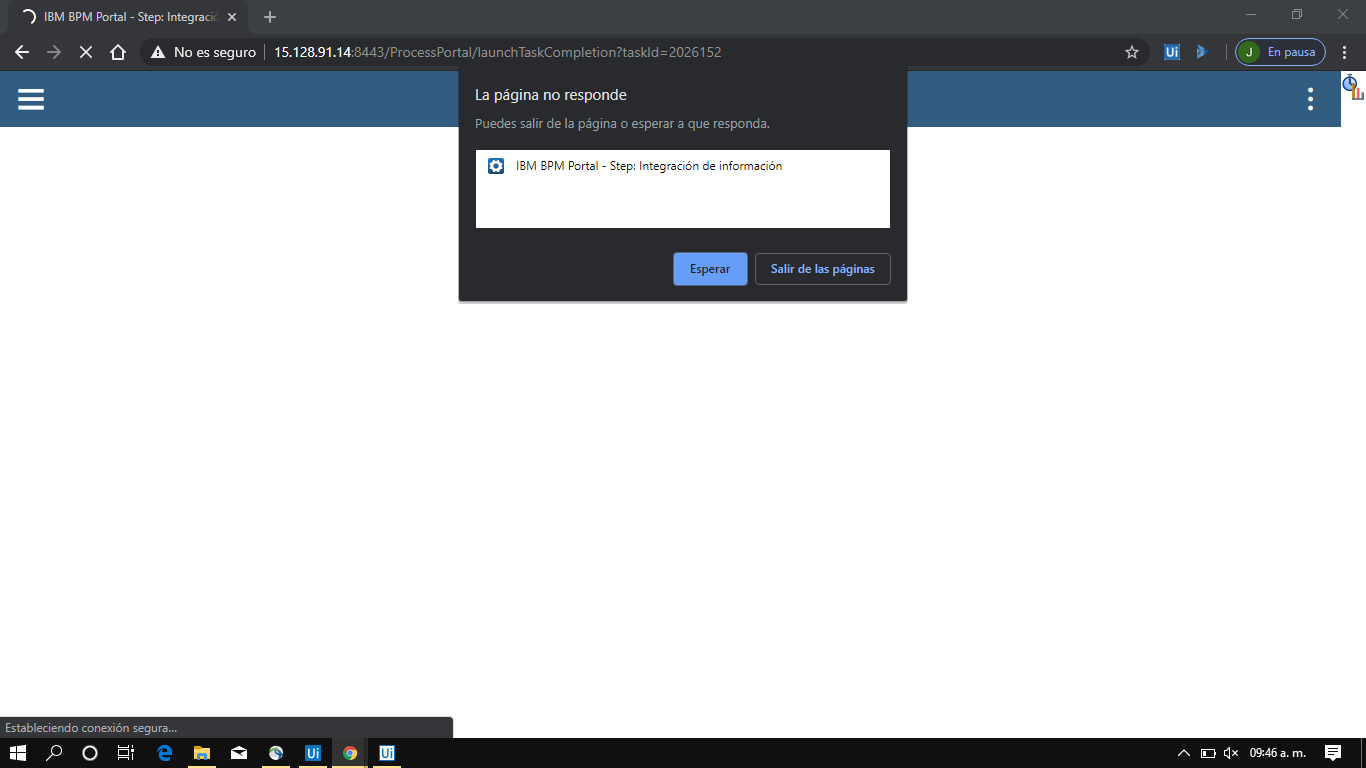 IBM BPM Portal - Step: Integració
No es seguro
15.128.91.14:8443/ProcessPortal/launchTaskCompletion?taskId=2026152
Ui
J
En pausa
La página no responde
Puedes salir de la página o esperar a que responda.
IBM BPM Portal - Step: Integración de información
Esperar
Salir de las páginas
Estableciendo conexión segura...
Ui
Ui
09:46 a. m.